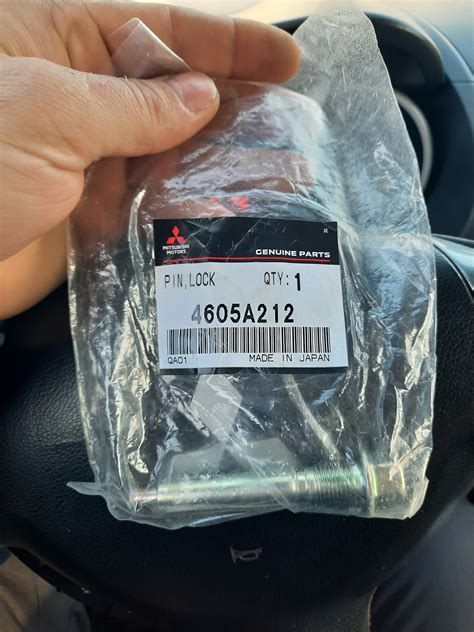 MITSUBISHI
MOTORS
R
GENUINE PARTS
PIN, LOCK QTY: 1
4605A212
QA01 MADE IN JAPAN